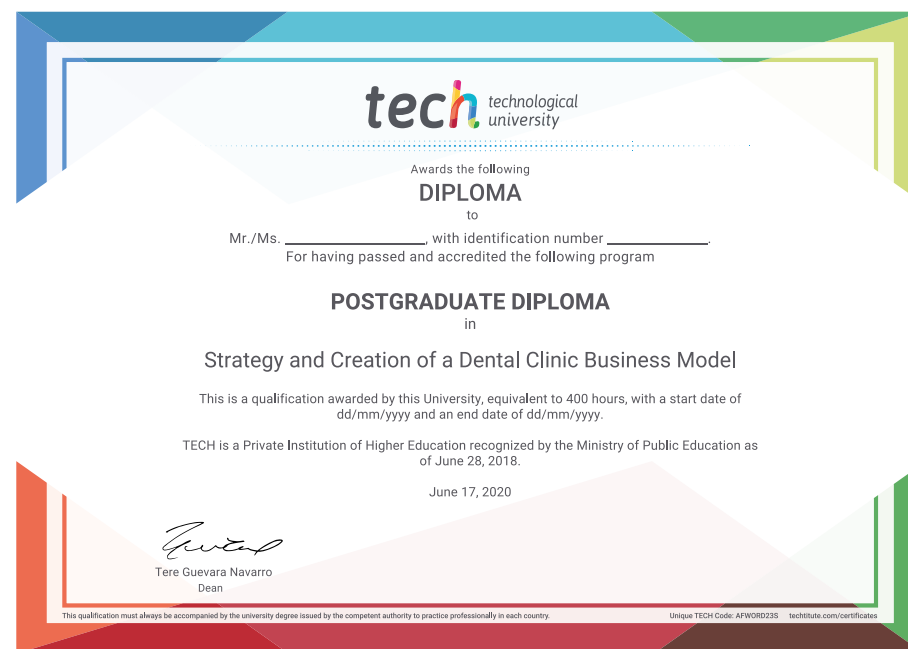 tech technological
university
Awards the following
DIPLOMA
to
Mr./Ms. ____________________, with identification number ______________.
For having passed and accredited the following program
POSTGRADUATE DIPLOMA
in
Strategy and Creation of a Dental Clinic Business Model
This is a qualification awarded by this University, equivalent to 400 hours, with a start date of
dd/mm/yyyy and an end date of dd/mm/yyyy.
TECH is a Private Institution of Higher Education recognized by the Ministry of Public Education as
of June 28, 2018.
June 17, 2020
Tere Guevara Navarro
Dean
This qualification must always be accompanied by the university degree issued by the competent authority to practice professionally in each country.
Unique TECH Code: AFWORD23S techtitute.com/certificates